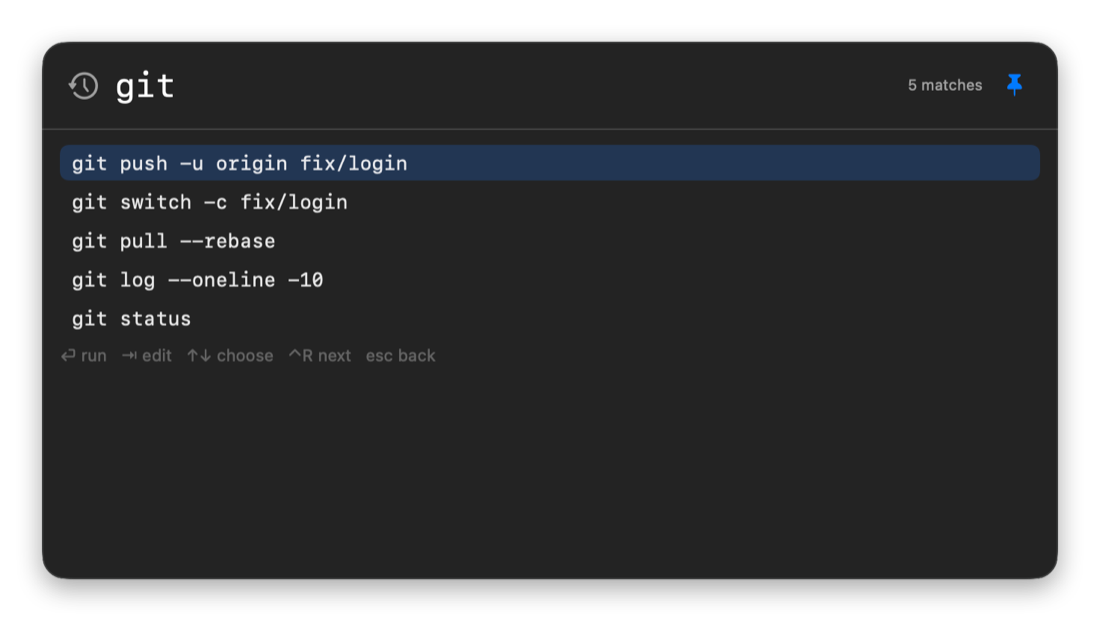 git
5 matches
git push -u origin fix/login
git switch -c fix/login
git pull --rebase
git log --oneline -10
git status
↩ run ⇥ edit ↑↓ choose ^R next esc back